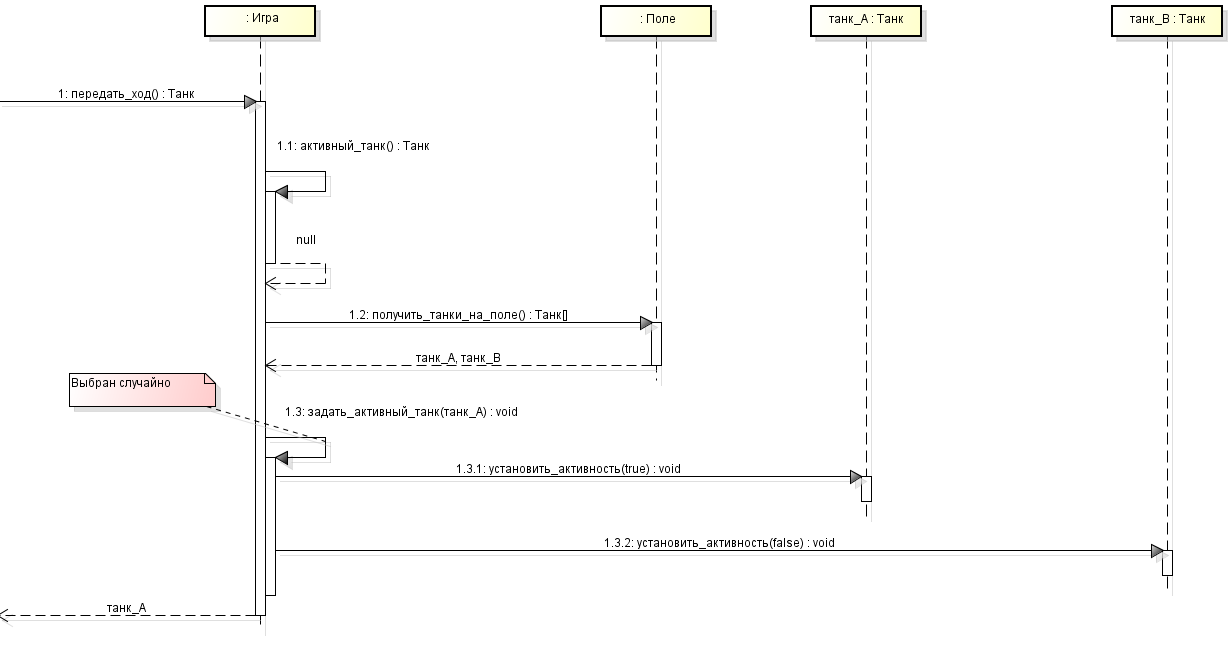 : Игра
: Поле
танк_А : Танк
танк_В : Танк
1: передать_ход() : Танк
1.1: активный_танк() : Танк
null
1.2: получить_танки_на_поле() : Танк[]
танк_А, танк_В
Выбран случайно
1.3: задать_активный_танк(танк_А) : void
1.3.1: установить_активность(true) : void
1.3.2: установить_активность(false) : void
танк_А